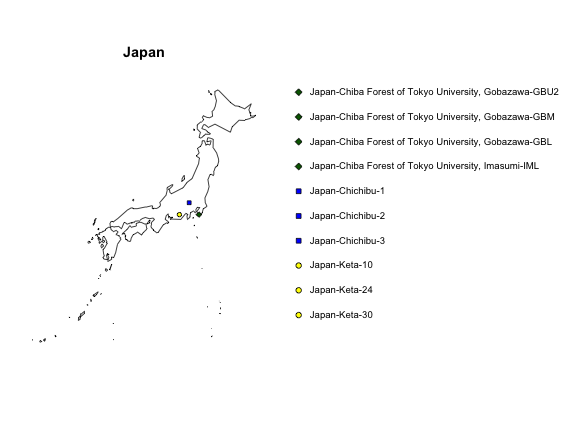 Japan
Japan-Chiba Forest of Tokyo University, Gobazawa-GBU2
Japan-Chiba Forest of Tokyo University, Gobazawa-GBM
Japan-Chiba Forest of Tokyo University, Gobazawa-GBL
Japan-Chiba Forest of Tokyo University, Imasumi-IML
Japan-Chichibu-1
Japan-Chichibu-2
Japan-Chichibu-3
Japan-Keta-10
Japan-Keta-24
Japan-Keta-30